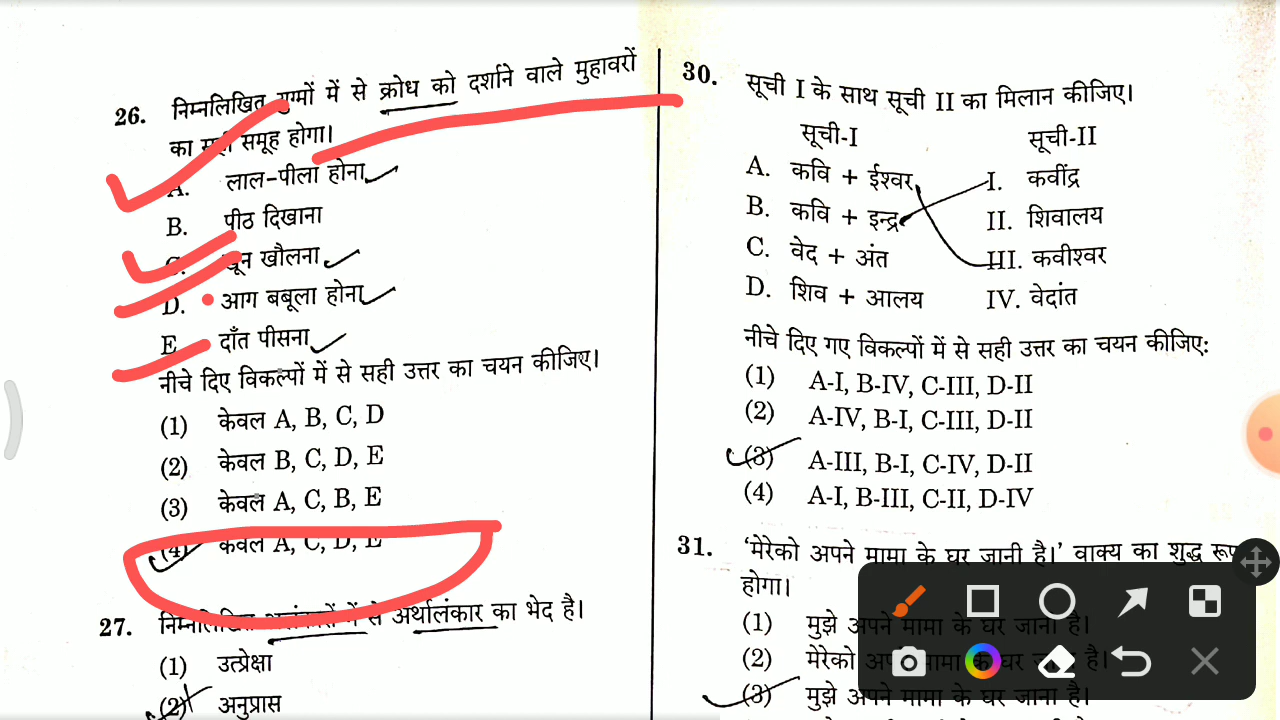 26. निम्नलिखित युग्मों में से क्रोध को दर्शाने वाले मुहावरों
का सही समूह होगा।
A. लाल-पीला होना
B. पीठ दिखाना
C. खून खौलना
D. आग बबूला होना
E दाँत पीसना
नीचे दिए विकल्पों में से सही उत्तर का चयन कीजिए।
(1) केवल A, B, C, D
(2) केवल B, C, D, E
(3) केवल A, C, B, E
(4) केवल A, C, D, E
27. निम्नलिखित अलंकारों में से अर्थालंकार का भेद है।
(1) उत्प्रेक्षा
(2) अनुप्रास
30. सूची I के साथ सूची II का मिलान कीजिए।
सूची-I सूची-II
A. कवि + ईश्वर I. कवींद्र
B. कवि + इन्द्र II. शिवालय
C. वेद + अंत III. कवीश्वर
D. शिव + आलय IV. वेदांत
नीचे दिए गए विकल्पों में से सही उत्तर का चयन कीजिए:
(1) A-I, B-IV, C-III, D-II
(2) A-IV, B-I, C-III, D-II
(3) A-III, B-I, C-IV, D-II
(4) A-I, B-III, C-II, D-IV
31. 'मेरेको अपने मामा के घर जानी है।' वाक्य का शुद्ध रूप
होगा।
(1) मुझे अपने मामा के घर जाना है।
(2) मेरेको अपने मामा के घर है।
(3) मुझे अपने मामा के घर जाना है।